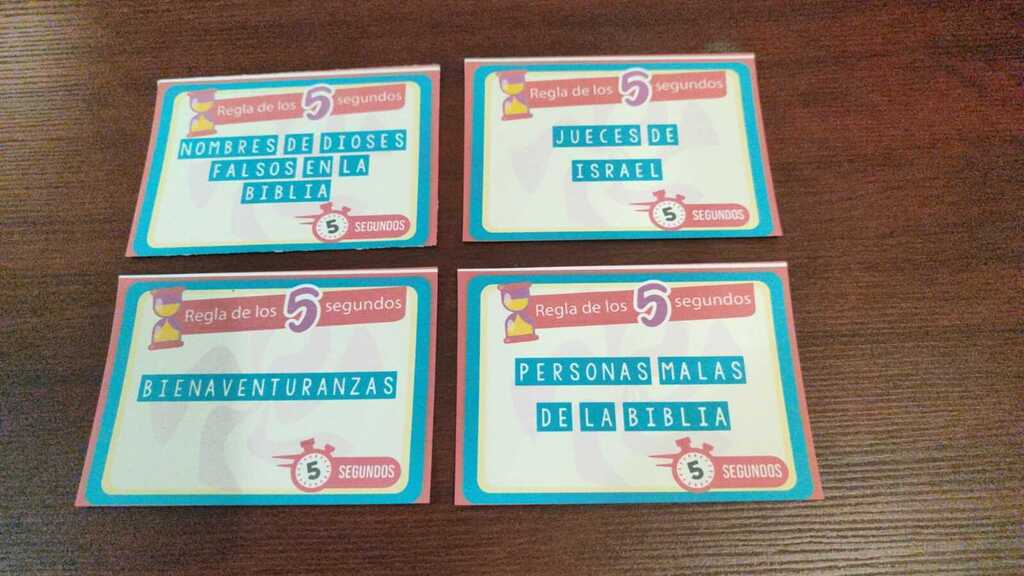 Regla de los 5 segundos
NOMBRES DE DIOSES
FALSOS EN LA
BIBLIA
5 SEGUNDOS
Regla de los 5 segundos
JUECES DE
ISRAEL
5 SEGUNDOS
Regla de los 5 segundos
BIENAVENTURANZAS
5 SEGUNDOS
Regla de los 5 segundos
PERSONAS MALAS
DE LA BIBLIA
5 SEGUNDOS